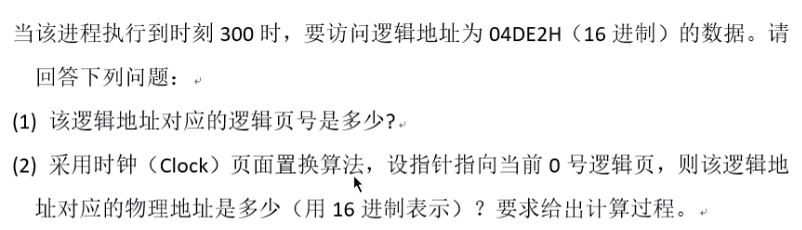 当该进程执行到时刻 300 时，要访问逻辑地址为 04DE2H（16 进制）的数据。请
回答下列问题：
(1) 该逻辑地址对应的逻辑页号是多少?
(2) 采用时钟（Clock）页面置换算法，设指针指向当前 0 号逻辑页，则该逻辑地
址对应的物理地址是多少（用 16 进制表示）？要求给出计算过程。